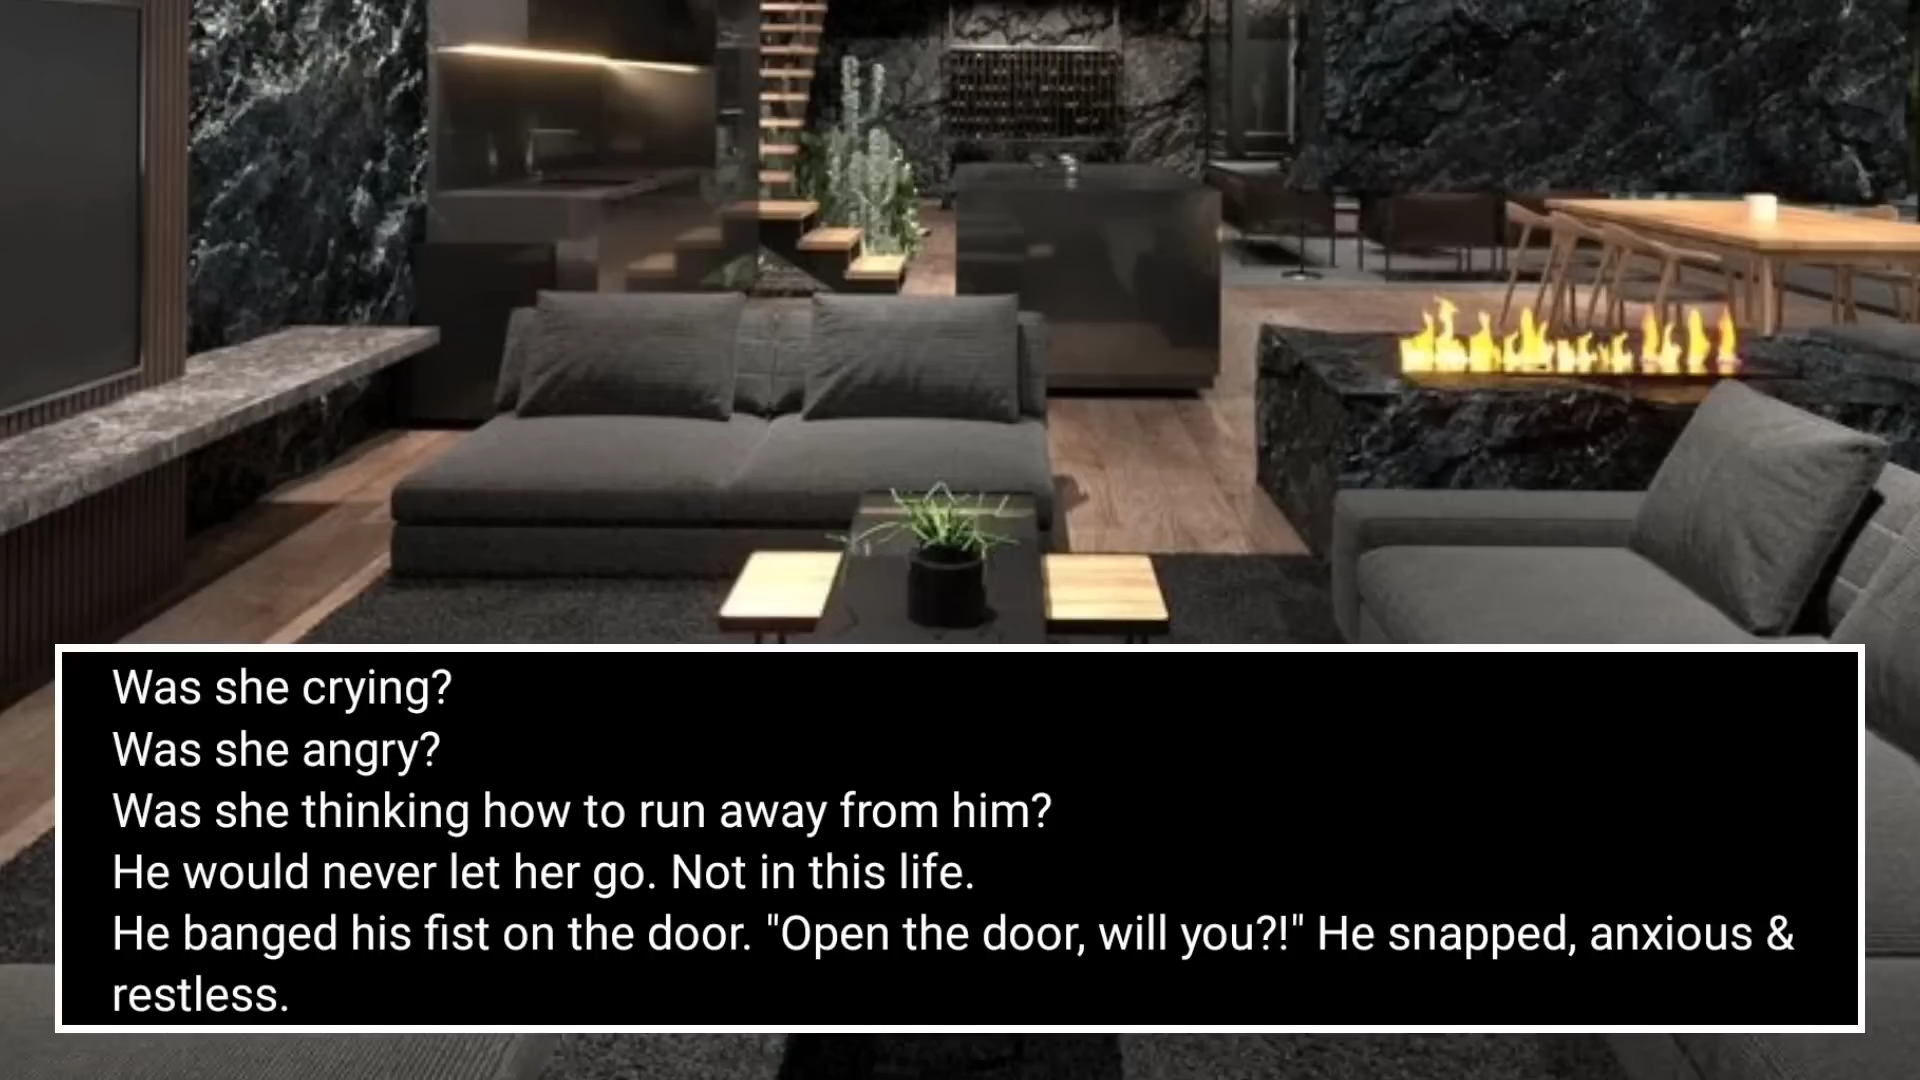 Was she crying?
Was she angry?
Was she thinking how to run away from him?
He would never let her go. Not in this life.
He banged his fist on the door. "Open the door, will you?!" He snapped, anxious &
restless.